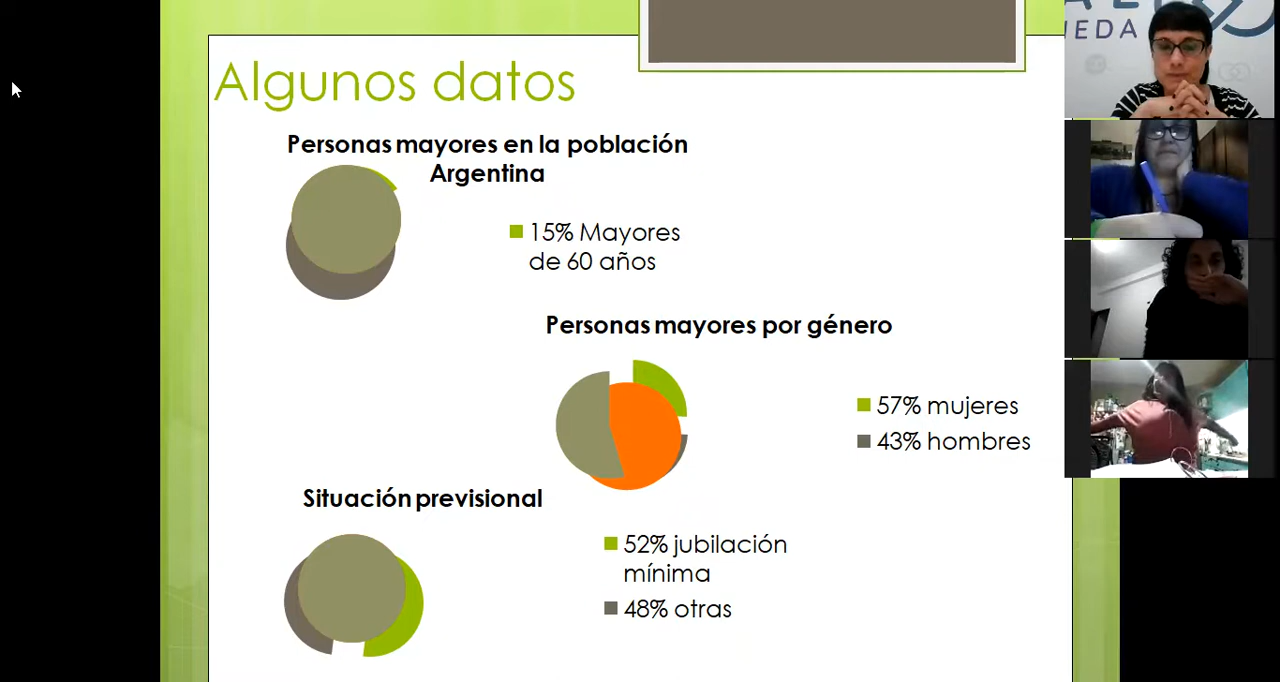 Algunos datos
Personas mayores en la población
Argentina
15% Mayores
de 60 años
Personas mayores por género
57% mujeres
43% hombres
Situación previsional
52% jubilación
mínima
48% otras